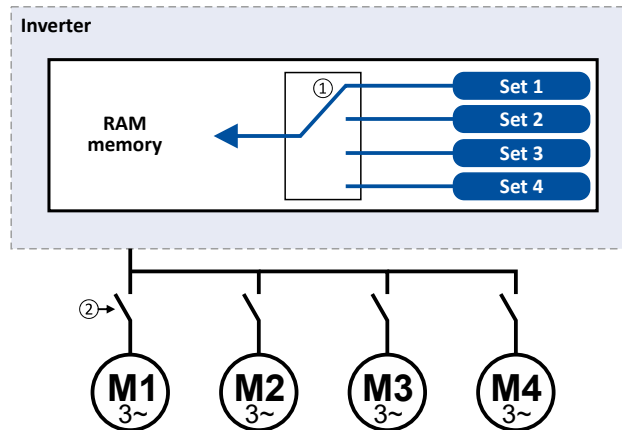 Inverter
①
Set 1
Set 2
RAM
memory
Set 3
Set 4
②
M1 M2 M3 M4
3~ 3~ 3~ 3~